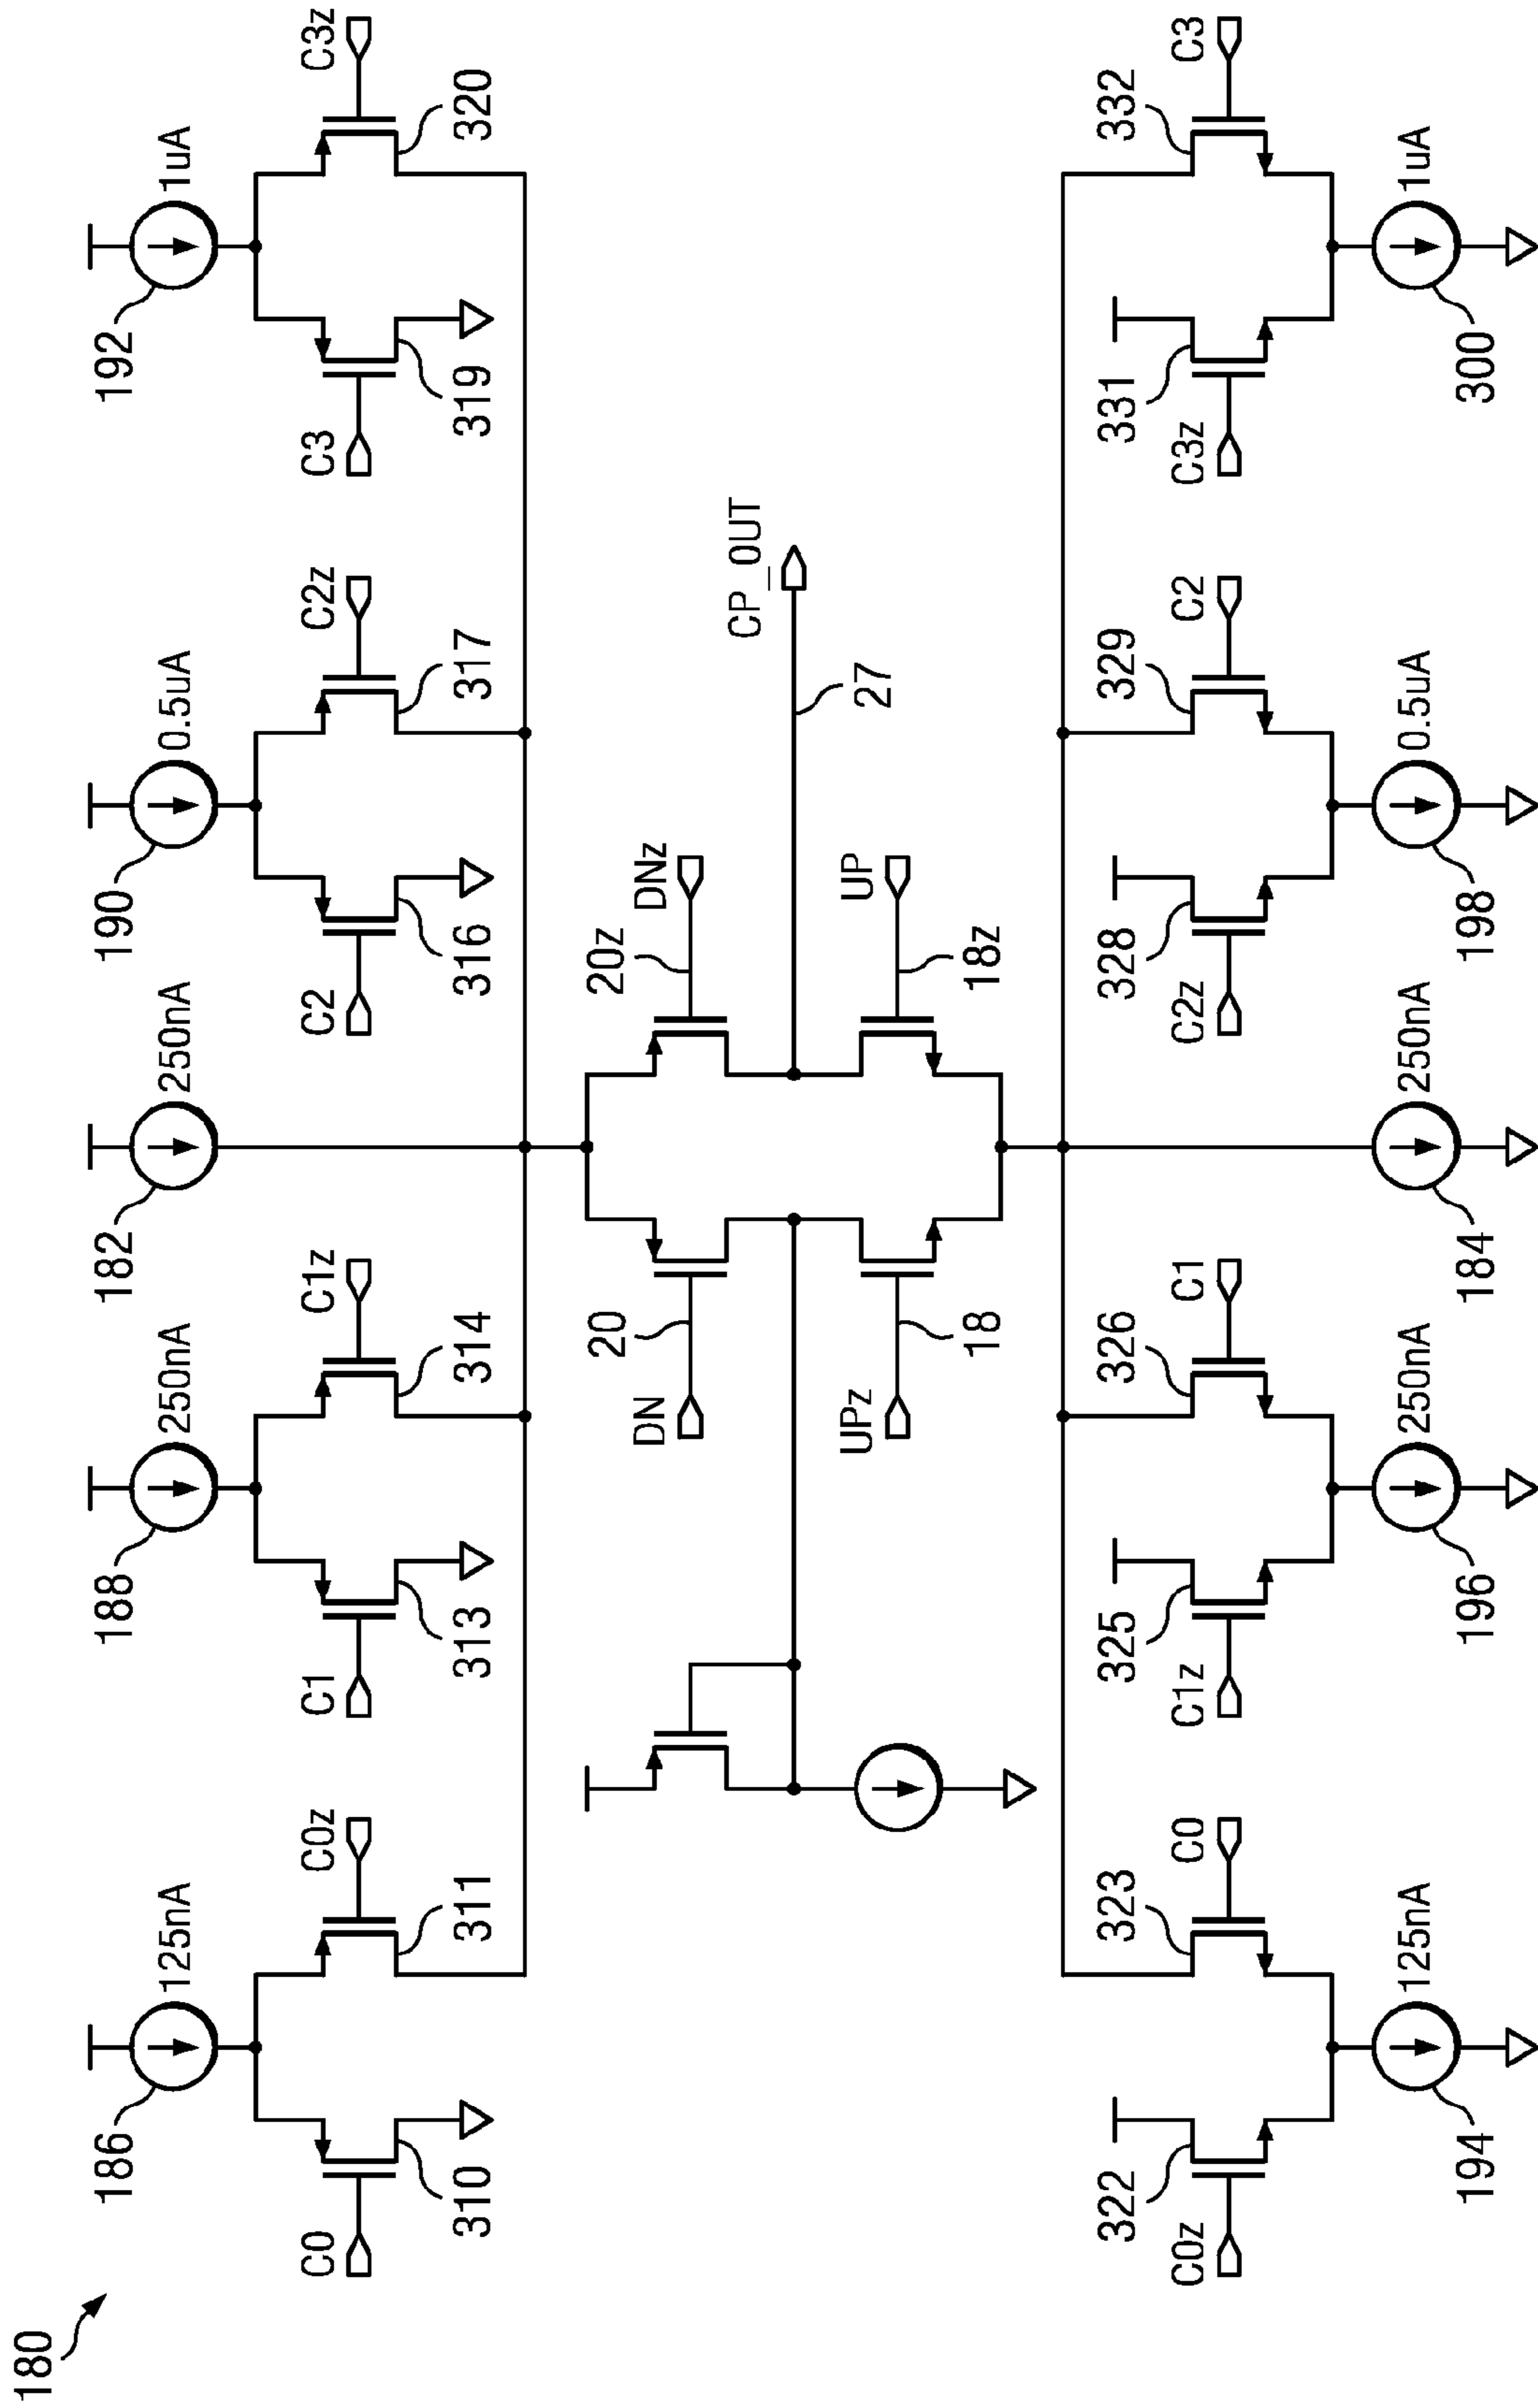 180
186
188
182
190
192
125nA
250nA
250nA
0.5uA
1uA
C0
C0z
C1
C1z
C2
C2z
C3
C3z
310
311
313
314
316
317
319
320
20
20z
DN
DNz
CP_OUT
27
UPz
UP
18
18z
322
323
325
326
328
329
331
332
C0z
C0
C1z
C1
C2z
C2
C3z
C3
125nA
250nA
250nA
0.5uA
1uA
194
196
184
198
300